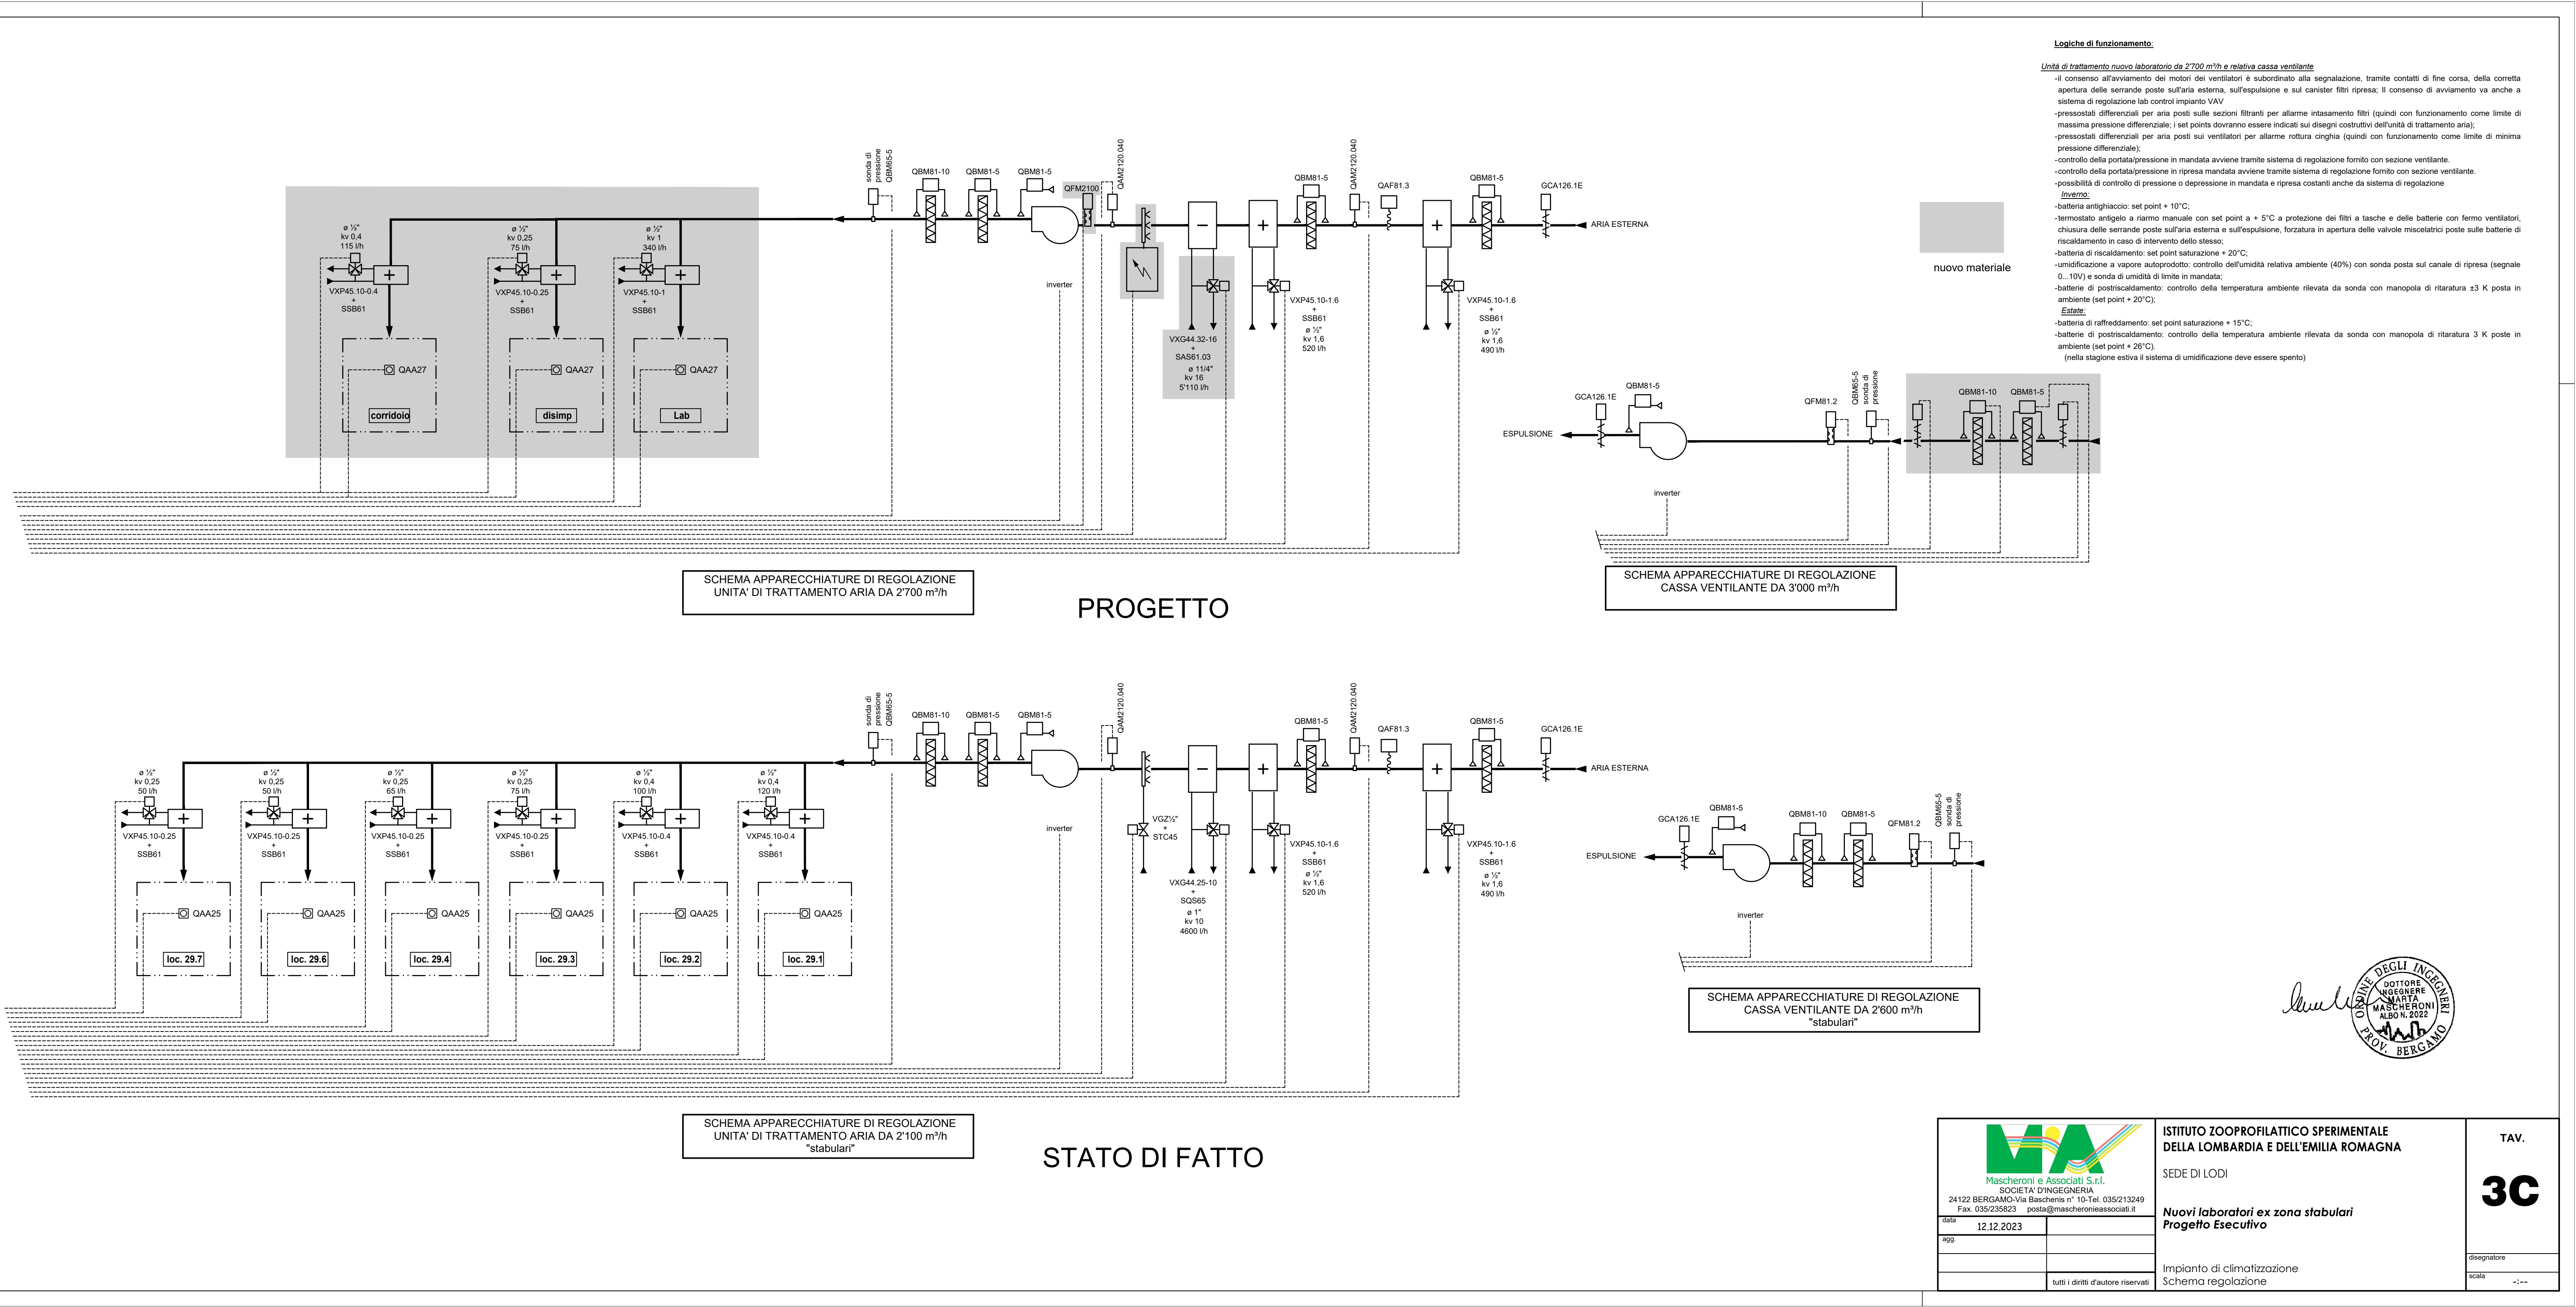 Logiche di funzionamento:
Unità di trattamento nuovo laboratorio da 2'700 m³/h e relativa cassa ventilante
-il consenso all'avviamento dei motori dei ventilatori è subordinato alla segnalazione, tramite contatti di fine corsa, della corretta
apertura delle serrande poste sull'aria esterna, sull'espulsione e sul canister filtri ripresa; Il consenso di avviamento va anche a
sistema di regolazione lab control impianto VAV
-pressostati differenziali per aria posti sulle sezioni filtranti per allarme intasamento filtri (quindi con funzionamento come limite di
massima pressione differenziale; i set points dovranno essere indicati sui disegni costruttivi dell'unità di trattamento aria);
-pressostati differenziali per aria posti sui ventilatori per allarme rottura cinghia (quindi con funzionamento come limite di minima
pressione differenziale);
-controllo della portata/pressione in mandata avviene tramite sistema di regolazione fornito con sezione ventilante.
-controllo della portata/pressione in ripresa mandata avviene tramite sistema di regolazione fornito con sezione ventilante.
-possibilità di controllo di pressione o depressione in mandata e ripresa costanti anche da sistema di regolazione
Inverno:
-batteria antighiaccio: set point + 10°C;
-termostato antigelo a riarmo manuale con set point a + 5°C a protezione dei filtri a tasche e delle batterie con fermo ventilatori,
chiusura delle serrande poste sull'aria esterna e sull'espulsione, forzatura in apertura delle valvole miscelatrici poste sulle batterie di
riscaldamento in caso di intervento dello stesso;
-batteria di riscaldamento: set point saturazione + 20°C;
-umidificazione a vapore autoprodotto: controllo dell'umidità relativa ambiente (40%) con sonda posta sul canale di ripresa (segnale
0...10V) e sonda di umidità di limite in mandata;
-batterie di postriscaldamento: controllo della temperatura ambiente rilevata da sonda con manopola di ritaratura ±3 K posta in
ambiente (set point + 20°C);
Estate:
-batteria di raffreddamento: set point saturazione + 15°C;
-batterie di postriscaldamento: controllo della temperatura ambiente rilevata da sonda con manopola di ritaratura 3 K poste in
ambiente (set point + 26°C).
(nella stagione estiva il sistema di umidificazione deve essere spento)
nuovo materiale
sonda di
pressione
QBM65-5
QBM81-10
QBM81-5
QBM81-5
QFM2100
QAM2120.040
QBM81-5
QAM2120.040
QAF81.3
QBM81-5
GCA126.1E
ARIA ESTERNA
ø ½"
kv 0,4
115 l/h
VXP45.10-0.4
+
SSB61
ø ½"
kv 0,25
75 l/h
VXP45.10-0.25
+
SSB61
ø ½"
kv 1
340 l/h
VXP45.10-1
+
SSB61
+
+
+
−
+
+
inverter
VXG44.32-16
+
SAS61.03
ø 11/4"
kv 16
5'110 l/h
VXP45.10-1.6
+
SSB61
ø ½"
kv 1,6
520 l/h
VXP45.10-1.6
+
SSB61
ø ½"
kv 1,6
490 l/h
QAA27
QAA27
QAA27
corridoio
disimp
Lab
ESPULSIONE
GCA126.1E
QBM81-5
QFM81.2
QBM65-5
sonda di
pressione
QBM81-10
QBM81-5
inverter
SCHEMA APPARECCHIATURE DI REGOLAZIONE
UNITA' DI TRATTAMENTO ARIA DA 2'700 m³/h
SCHEMA APPARECCHIATURE DI REGOLAZIONE
CASSA VENTILANTE DA 3'000 m³/h
PROGETTO
sonda di
pressione
QBM65-5
QBM81-10
QBM81-5
QBM81-5
QAM2120.040
QBM81-5
QAM2120.040
QAF81.3
QBM81-5
GCA126.1E
ARIA ESTERNA
ø ½"
kv 0,25
50 l/h
VXP45.10-0.25
+
SSB61
ø ½"
kv 0,25
50 l/h
VXP45.10-0.25
+
SSB61
ø ½"
kv 0,25
65 l/h
VXP45.10-0.25
+
SSB61
ø ½"
kv 0,25
75 l/h
VXP45.10-0.25
+
SSB61
ø ½"
kv 0,4
100 l/h
VXP45.10-0.4
+
SSB61
ø ½"
kv 0,4
120 l/h
VXP45.10-0.4
+
SSB61
+
+
+
+
+
+
−
+
+
inverter
VGZ½"
+
STC45
VXG44.25-10
+
SQS65
ø 1"
kv 10
4600 l/h
VXP45.10-1.6
+
SSB61
ø ½"
kv 1,6
520 l/h
VXP45.10-1.6
+
SSB61
ø ½"
kv 1,6
490 l/h
QAA25
QAA25
QAA25
QAA25
QAA25
QAA25
loc. 29.7
loc. 29.6
loc. 29.4
loc. 29.3
loc. 29.2
loc. 29.1
ESPULSIONE
GCA126.1E
QBM81-5
QBM81-10
QBM81-5
QFM81.2
QBM65-5
sonda di
pressione
inverter
SCHEMA APPARECCHIATURE DI REGOLAZIONE
CASSA VENTILANTE DA 2'600 m³/h
"stabulari"
SCHEMA APPARECCHIATURE DI REGOLAZIONE
UNITA' DI TRATTAMENTO ARIA DA 2'100 m³/h
"stabulari"
STATO DI FATTO
ORDINE DEGLI INGEGNERI
DOTTORE
INGEGNERE
MARTA
MASCHERONI
ALBO N. 2022
PROV. BERGAMO
Mascheroni e Associati S.r.l.
SOCIETA' D'INGEGNERIA
24122 BERGAMO-Via Baschenis n° 10-Tel. 035/213249
Fax. 035/235823 posta@mascheronieassociati.it
data
12.12.2023
agg.
tutti i diritti d'autore riservati
ISTITUTO ZOOPROFILATTICO SPERIMENTALE
DELLA LOMBARDIA E DELL'EMILIA ROMAGNA
SEDE DI LODI
Nuovi laboratori ex zona stabulari
Progetto Esecutivo
Impianto di climatizzazione
Schema regolazione
TAV.
3C
disegnatore
scala
-:--